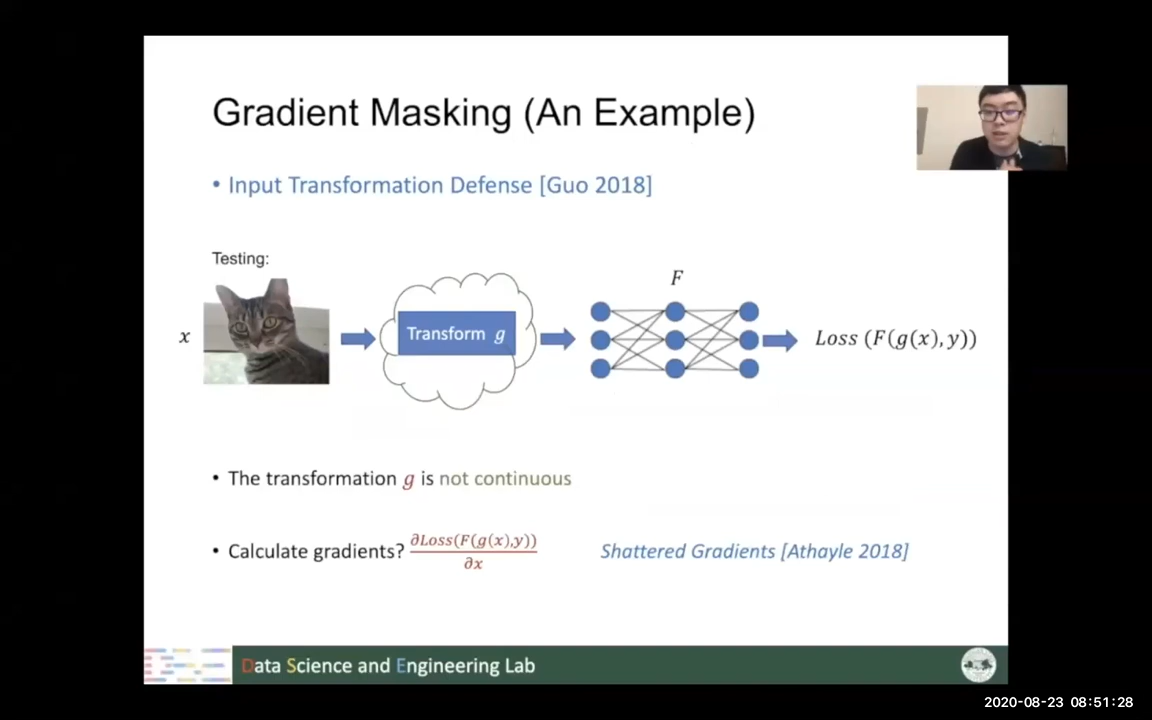 Gradient Masking (An Example)
• Input Transformation Defense [Guo 2018]
Testing:
x
Transform g
F
Loss (F(g(x), y))
• The transformation g is not continuous
• Calculate gradients? ∂Loss(F(g(x),y)) / ∂x
Shattered Gradients [Athayle 2018]
Data Science and Engineering Lab
2020-08-23 08:51:28